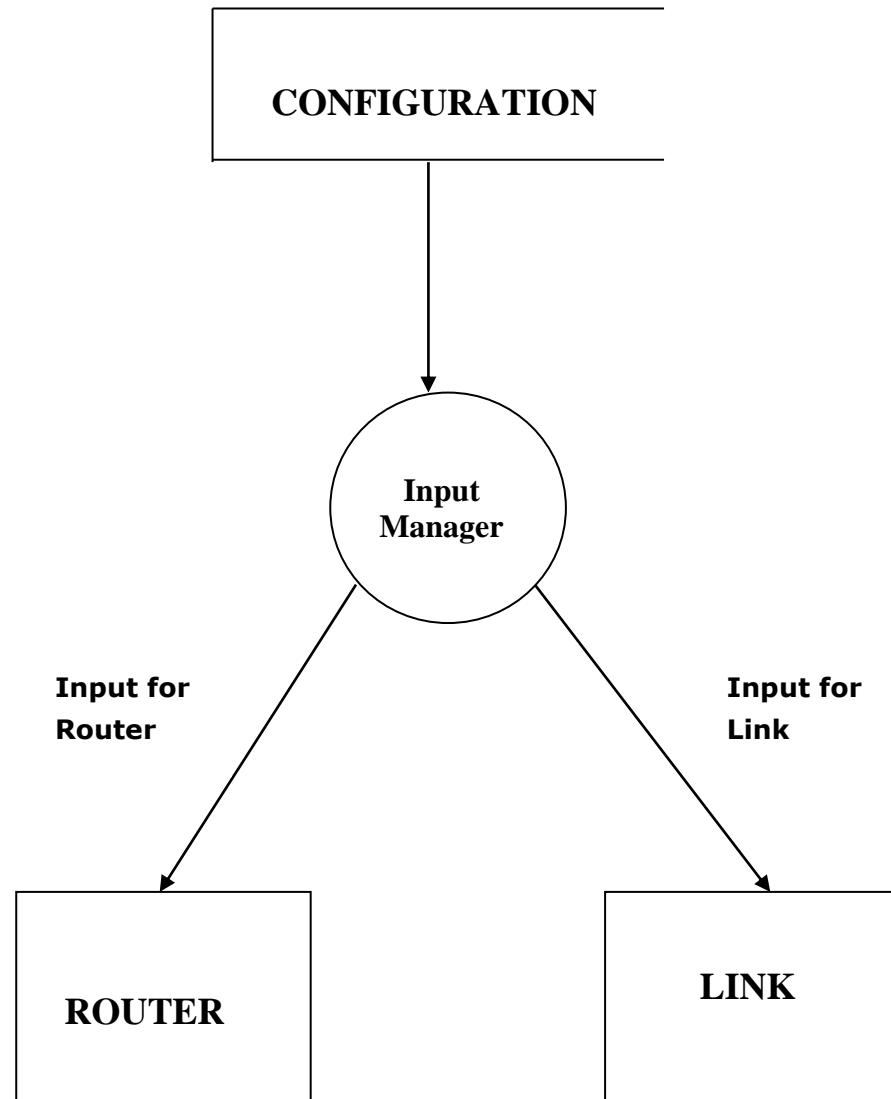 CONFIGURATION
Input
Manager
Input for
Router
Input for
Link
ROUTER
LINK